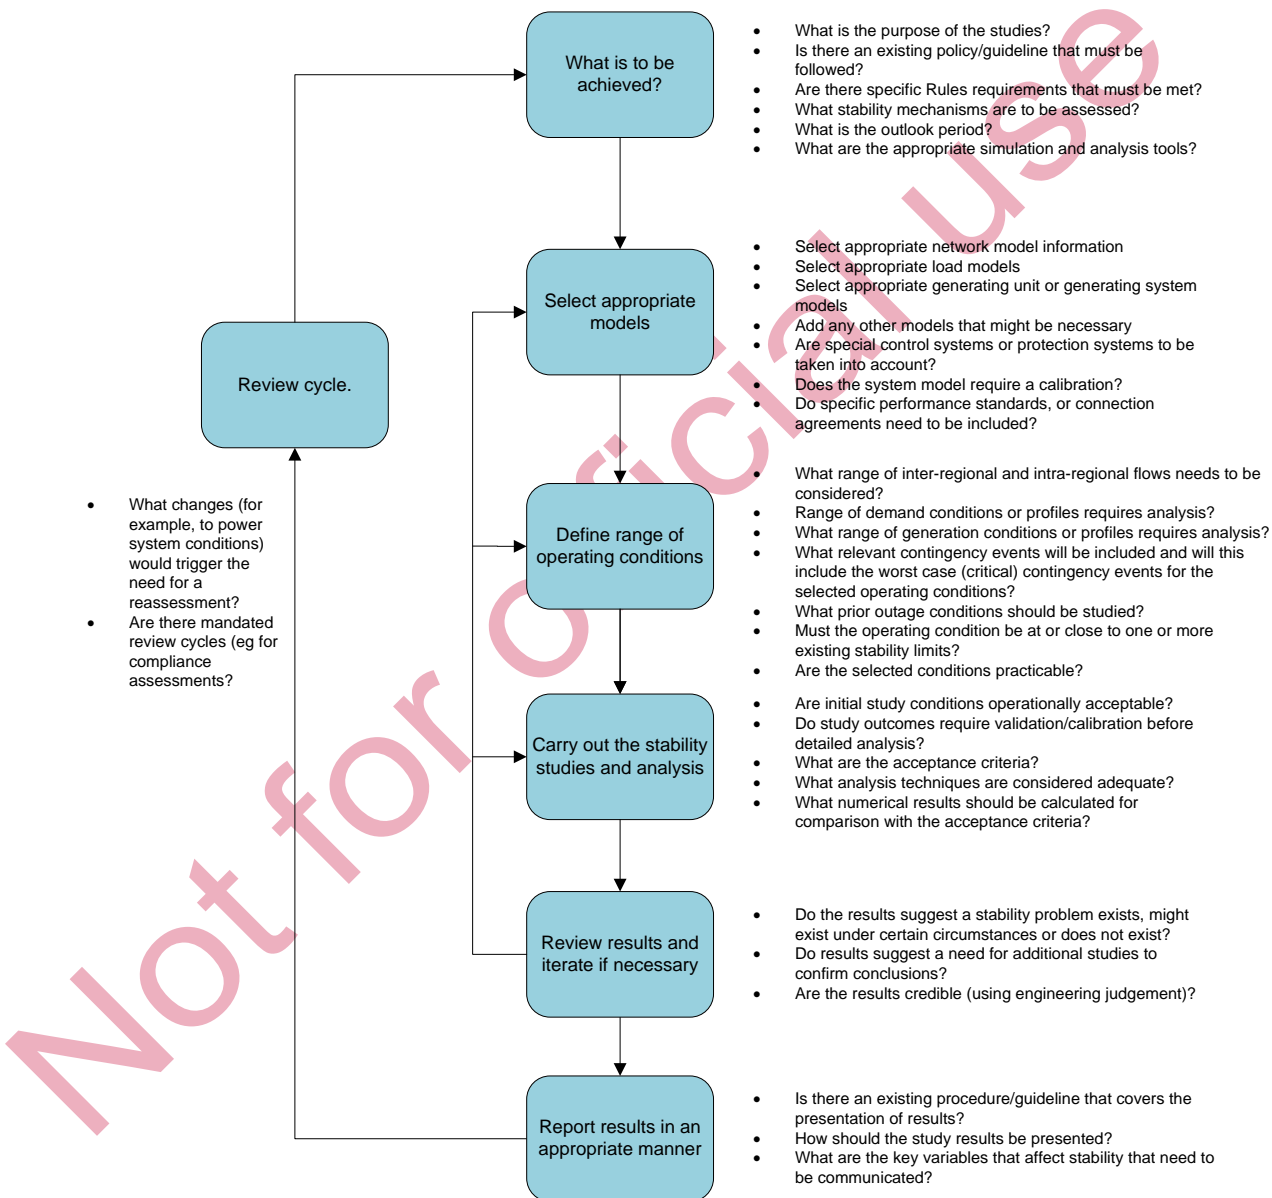 What is to be
achieved?
• What is the purpose of the studies?
• Is there an existing policy/guideline that must be
followed?
• Are there specific Rules requirements that must be met?
• What stability mechanisms are to be assessed?
• What is the outlook period?
• What are the appropriate simulation and analysis tools?
Select appropriate
models
• Select appropriate network model information
• Select appropriate load models
• Select appropriate generating unit or generating system
models
• Add any other models that might be necessary
• Are special control systems or protection systems to be
taken into account?
• Does the system model require a calibration?
• Do specific performance standards, or connection
agreements need to be included?
Review cycle.
• What changes (for
example, to power
system conditions)
would trigger the
need for a
reassessment?
• Are there mandated
review cycles (eg for
compliance
assessments?
Define range of
operating conditions
• What range of inter-regional and intra-regional flows needs to be
considered?
• Range of demand conditions or profiles requires analysis?
• What range of generation conditions or profiles requires analysis?
• What relevant contingency events will be included and will this
include the worst case (critical) contingency events for the
selected operating conditions?
• What prior outage conditions should be studied?
• Must the operating condition be at or close to one or more
existing stability limits?
• Are the selected conditions practicable?
Carry out the stability
studies and analysis
• Are initial study conditions operationally acceptable?
• Do study outcomes require validation/calibration before
detailed analysis?
• What are the acceptance criteria?
• What analysis techniques are considered adequate?
• What numerical results should be calculated for
comparison with the acceptance criteria?
Review results and
iterate if necessary
• Do the results suggest a stability problem exists, might
exist under certain circumstances or does not exist?
• Do results suggest a need for additional studies to
confirm conclusions?
• Are the results credible (using engineering judgement)?
Report results in an
appropriate manner
• Is there an existing procedure/guideline that covers the
presentation of results?
• How should the study results be presented?
• What are the key variables that affect stability that need to
be communicated?
Not for official use